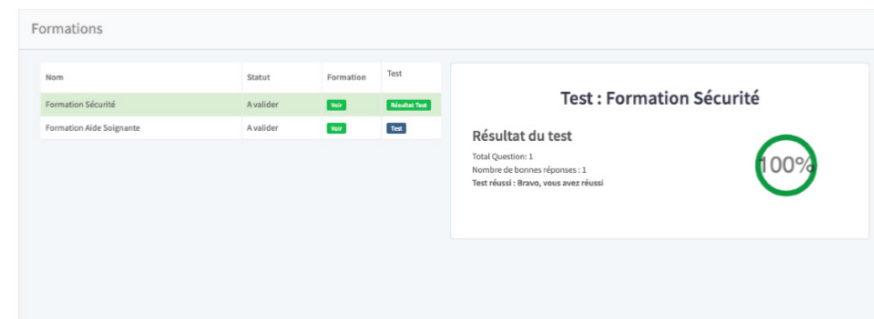 Formations
Nom Statut Formation Test
Formation Sécurité A valider Voir Résultat Test
Formation Aide Soignante A valider Voir Test
Test : Formation Sécurité
Résultat du test
Total Question: 1
Nombre de bonnes réponses : 1
Test réussi : Bravo, vous avez réussi
100%